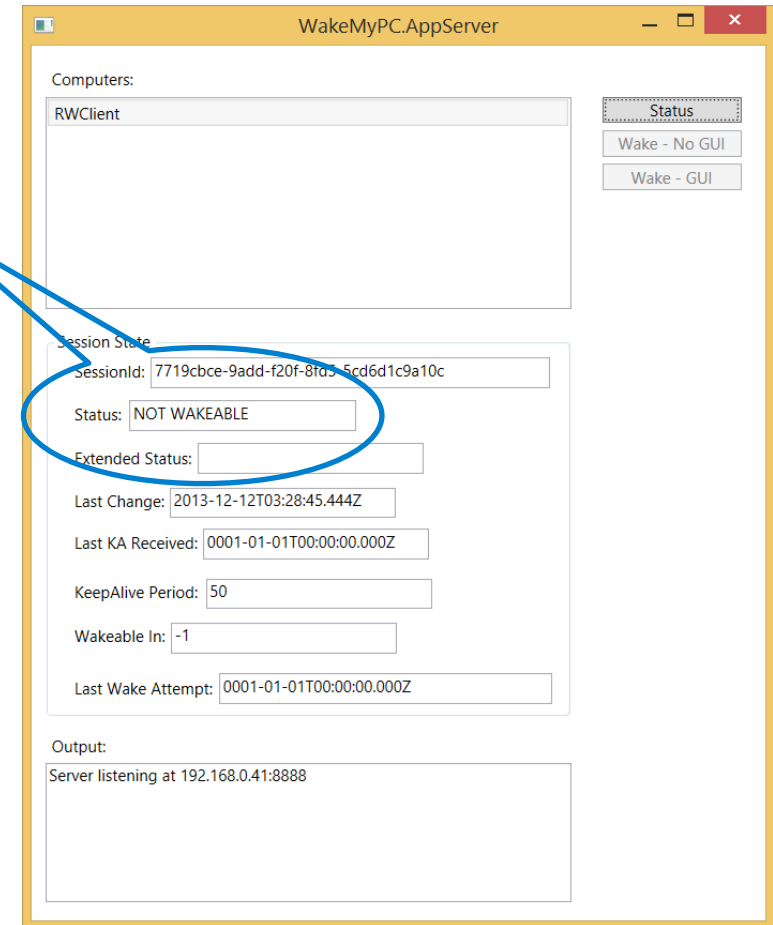 WakeMyPC.AppServer
Computers:
RWClient
Status
Wake - No GUI
Wake - GUI
Session State
SessionId: 7719cbce-9add-f20f-8fd5-5cd6d1c9a10c
Status: NOT WAKEABLE
Extended Status:
Last Change: 2013-12-12T03:28:45.444Z
Last KA Received: 0001-01-01T00:00:00.000Z
KeepAlive Period: 50
Wakeable In: -1
Last Wake Attempt: 0001-01-01T00:00:00.000Z
Output:
Server listening at 192.168.0.41:8888